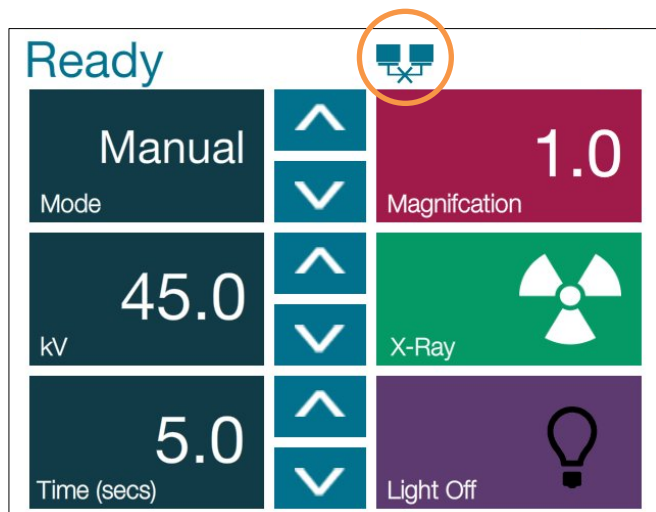 Ready
Manual
Mode
1.0
Magnifcation
45.0
kV
X-Ray
5.0
Time (secs)
Light Off